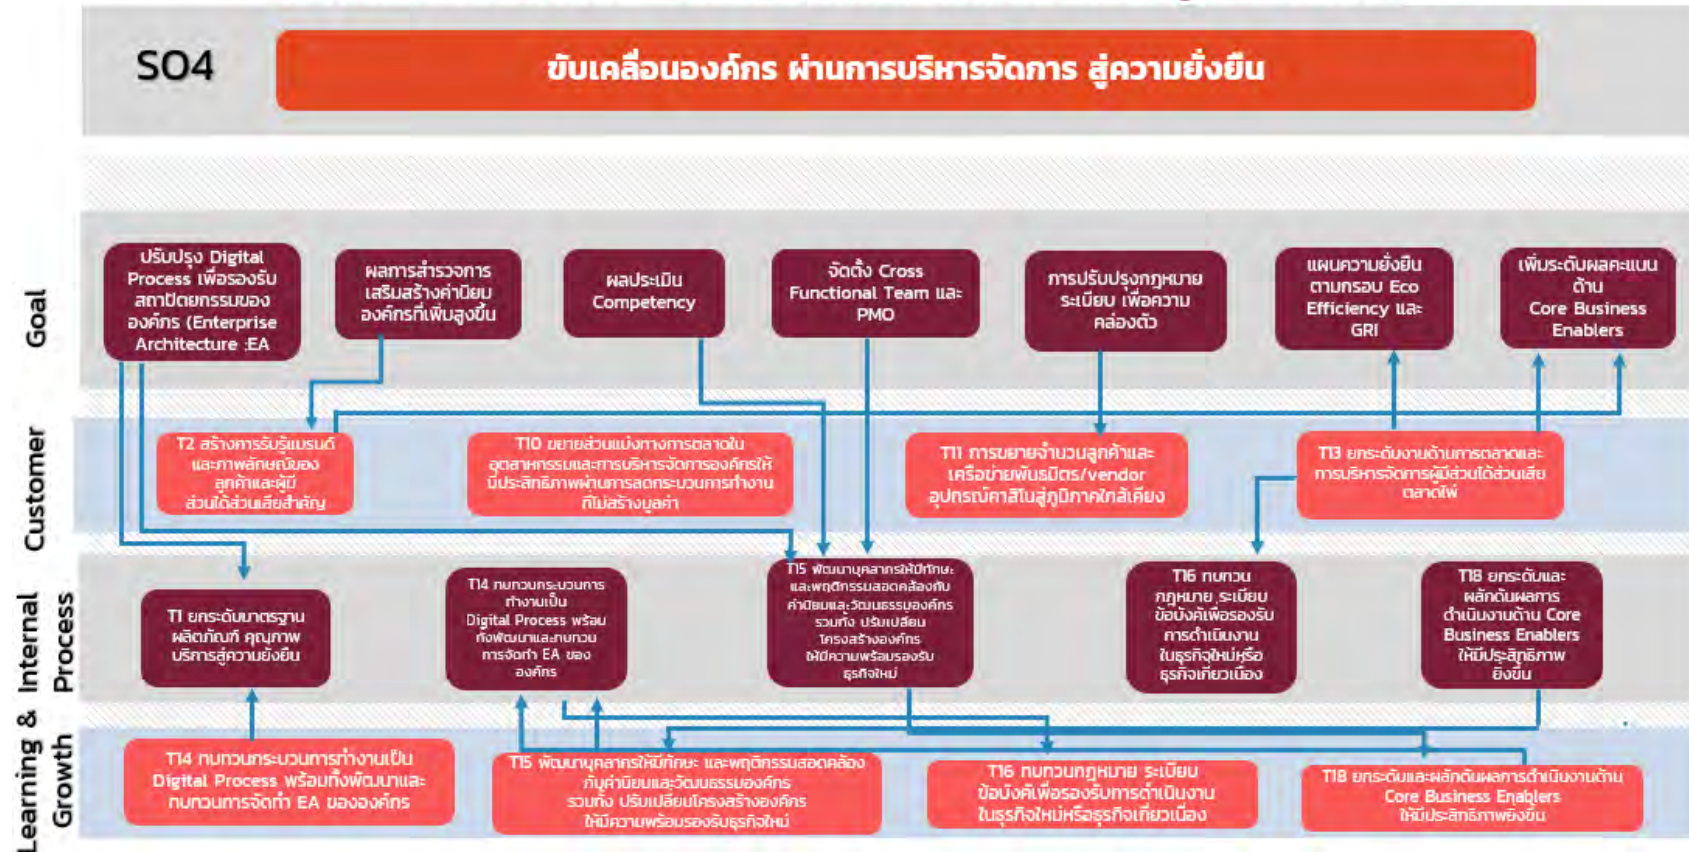 SO4
ขับเคลื่อนองค์กร ผ่านการบริหารจัดการ สู่ความยั่งยืน
Goal
ปรับปรุง Digital
Process เพื่อรองรับ
สถาปัตยกรรมของ
องค์กร (Enterprise
Architecture :EA
ผลการสำรวจการ
เสริมสร้างค่านิยม
องค์กรที่เพิ่มสูงขึ้น
ผลประเมิน
Competency
จัดตั้ง Cross
Functional Team และ
PMO
การปรับปรุงกฎหมาย
ระเบียบ เพื่อความ
คล่องตัว
แผนความยั่งยืน
ตามกรอบ Eco
Efficiency และ
GRI
เพิ่มระดับผลคะแนน
ด้าน
Core Business
Enablers
Customer
T2 สร้างการรับรู้แบรนด์
และภาพลักษณ์ของ
ลูกค้าและผู้มี
ส่วนได้ส่วนเสียสำคัญ
T10 ขยายส่วนแบ่งทางการตลาดใน
อุตสาหกรรมและการบริหารจัดการองค์กรให้
มีประสิทธิภาพผ่านการลดกระบวนการทำงาน
ที่ไม่สร้างมูลค่า
T11 การขยายจำนวนลูกค้าและ
เครือข่ายพันธมิตร/vendor
อุปกรณ์คาสิโนสู่ภูมิภาคใกล้เคียง
T13 ยกระดับงานด้านการตลาดและ
การบริหารจัดการผู้มีส่วนได้ส่วนเสีย
ตลาดไพ่
Internal
Process
T1 ยกระดับมาตรฐาน
ผลิตภัณฑ์ คุณภาพ
บริการสู่ความยั่งยืน
T14 ทบทวนกระบวนการ
ทำงานเป็น
Digital Process พร้อม
ทั้งพัฒนาและทบทวน
การจัดทำ EA ของ
องค์กร
T15 พัฒนาบุคลากรให้มีทักษะ
และพฤติกรรมสอดคล้องกับ
ค่านิยมและวัฒนธรรมองค์กร
รวมทั้ง ปรับเปลี่ยน
โครงสร้างองค์กร
ให้มีความพร้อมรองรับ
ธุรกิจใหม่
T16 ทบทวน
กฎหมาย ระเบียบ
ข้อบังคับเพื่อรองรับ
การดำเนินงาน
ในธุรกิจใหม่หรือ
ธุรกิจเกี่ยวเนื่อง
T18 ยกระดับและ
ผลักดันผลการ
ดำเนินงานด้าน Core
Business Enablers
ให้มีประสิทธิภาพ
ยิ่งขึ้น
Learning &
Growth
T14 ทบทวนกระบวนการทำงานเป็น
Digital Process พร้อมทั้งพัฒนาและ
ทบทวนการจัดทำ EA ขององค์กร
T15 พัฒนาบุคลากรให้มีทักษะ และพฤติกรรมสอดคล้อง
กับค่านิยมและวัฒนธรรมองค์กร
รวมทั้ง ปรับเปลี่ยนโครงสร้างองค์กร
ให้มีความพร้อมรองรับธุรกิจใหม่
T16 ทบทวนกฎหมาย ระเบียบ
ข้อบังคับเพื่อรองรับการดำเนินงาน
ในธุรกิจใหม่หรือธุรกิจเกี่ยวเนื่อง
T18 ยกระดับและผลักดันผลการดำเนินงานด้าน
Core Business Enablers
ให้มีประสิทธิภาพยิ่งขึ้น